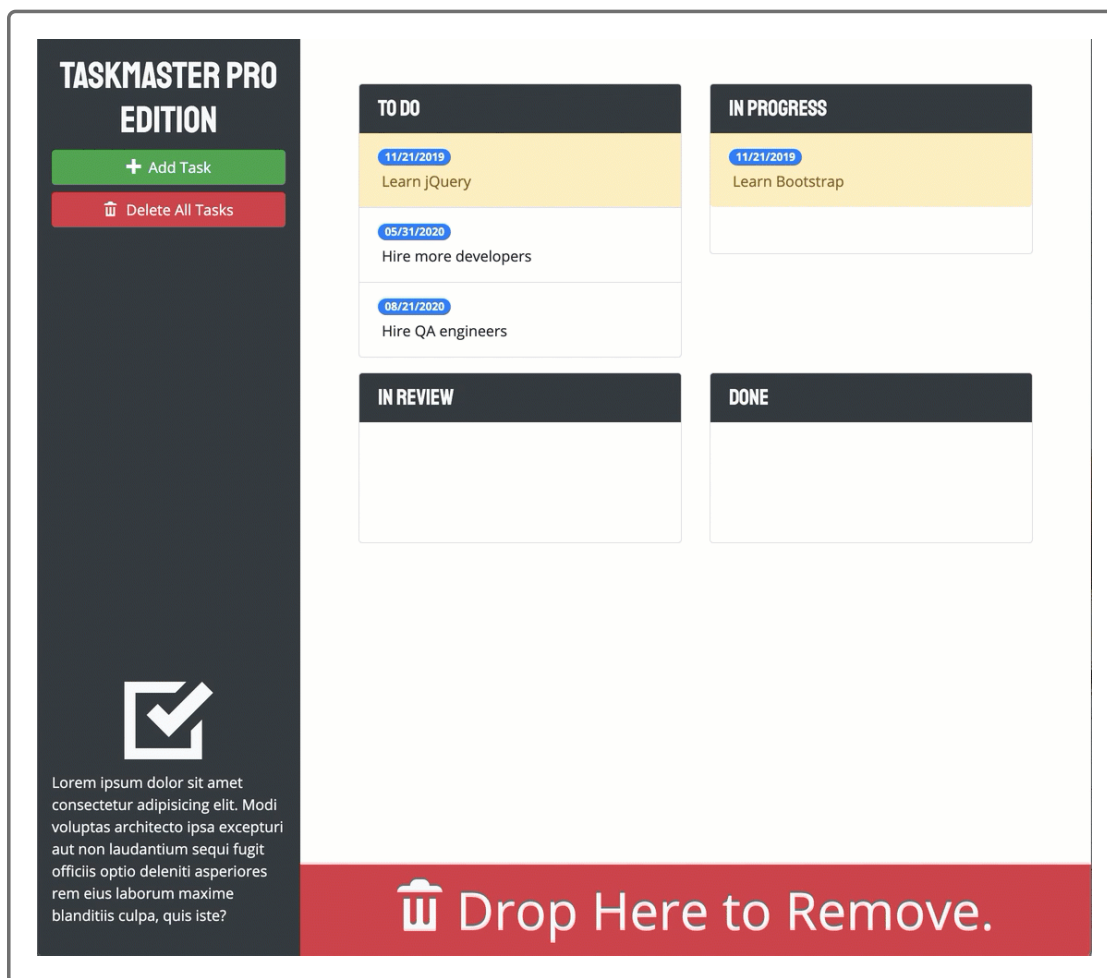 TASKMASTER PRO
EDITION
Add Task
Delete All Tasks
TO DO
11/21/2019
Learn jQuery
05/31/2020
Hire more developers
08/21/2020
Hire QA engineers
IN PROGRESS
11/21/2019
Learn Bootstrap
IN REVIEW
DONE
Lorem ipsum dolor sit amet
consectetur adipisicing elit. Modi
voluptas architecto ipsa excepturi
aut non laudantium sequi fugit
officiis optio deleniti asperiores
rem eius laborum maxime
blanditiis culpa, quis iste?
Drop Here to Remove.